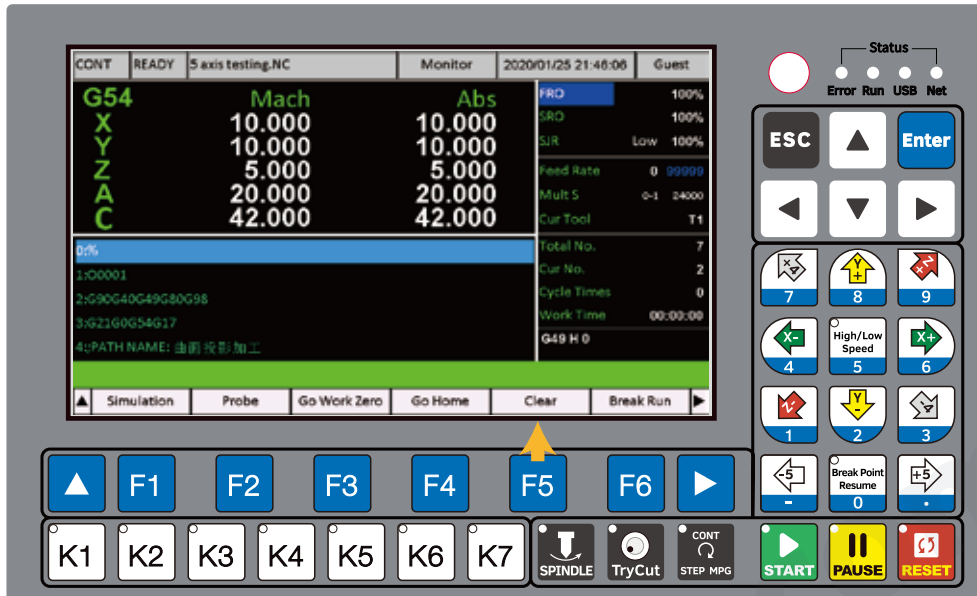 CONT READY 5 axis testing.NC Monitor 2020/01/25 21:46:06 Guest
G54 Mach Abs
X 10.000 10.000
Y 10.000 10.000
Z 5.000 5.000
A 20.000 20.000
C 42.000 42.000
FRO 100%
SRO 100%
SJR Low 100%
Feed Rate 0 99999
Mult S 0-1 24000
Cur Tool T1
Total No. 7
Cur No. 2
Cycle Times 0
Work Time 00:00:00
G49 H 0
0:%
1:O0001
2:G90G40G49G80G98
3:G21G0G54G17
4:;PATH NAME: 曲面投影加工
▲ Simulation Probe Go Work Zero Go Home Clear Break Run ▶
Status
Error Run USB Net
ESC ▲ Enter
◀ ▼ ▶
+4 Y+ +Z
7 8 9
X- High/Low Speed X+
4 5 6
Z- Y- -4
1 2 3
-5 Break Point Resume +5
- 0 .
▲ F1 F2 F3 F4 F5 F6 ▶
K1 K2 K3 K4 K5 K6 K7
SPINDLE TryCut CONT STEP MPG START PAUSE RESET